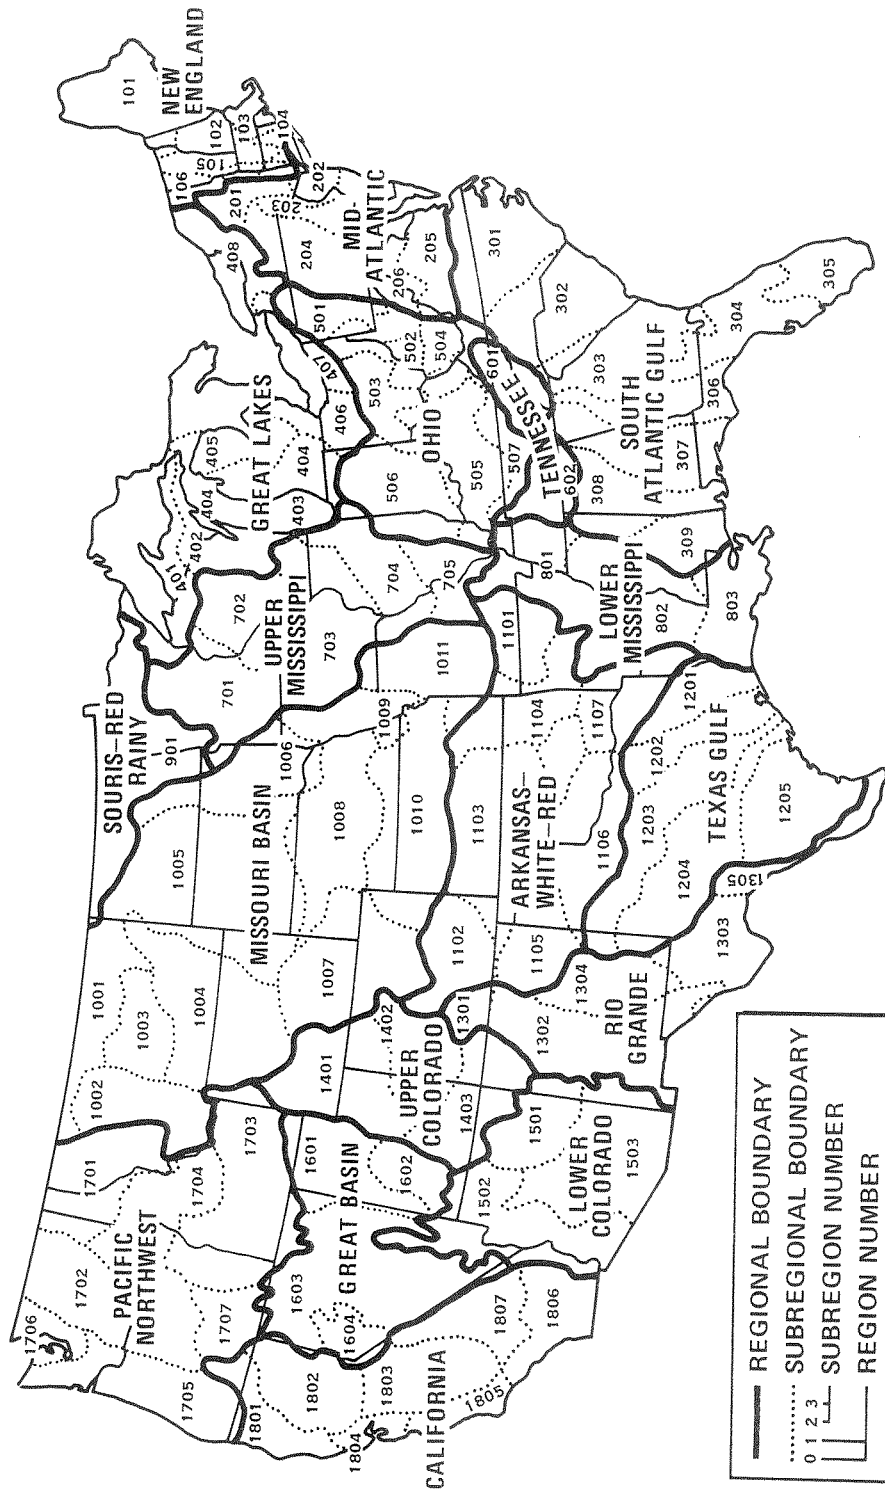 NEW
ENGLAND
101
102
103
104
105
106
MID-
ATLANTIC
201
202
203
204
205
206
SOUTH
ATLANTIC GULF
301
302
303
304
305
306
307
308
309
GREAT LAKES
401
402
403
404
404
405
406
407
408
OHIO
501
502
503
504
505
506
507
TENNESSEE
601
602
UPPER
MISSISSIPPI
701
702
703
704
705
LOWER
MISSISSIPPI
801
802
803
SOURIS-RED
RAINY
901
MISSOURI BASIN
1001
1002
1003
1004
1005
1006
1007
1008
1009
1010
1011
ARKANSAS-
WHITE-RED
1101
1102
1103
1104
1105
1106
1107
TEXAS GULF
1201
1202
1203
1204
1205
RIO
GRANDE
1301
1302
1303
1304
1305
UPPER
COLORADO
1401
1402
1403
LOWER
COLORADO
1501
1502
1503
GREAT BASIN
1601
1602
1603
1604
PACIFIC
NORTHWEST
1701
1702
1703
1704
1705
1706
1707
CALIFORNIA
1801
1802
1803
1804
1805
1806
1807
REGIONAL BOUNDARY
SUBREGIONAL BOUNDARY
0 1 2 3
SUBREGION NUMBER
REGION NUMBER